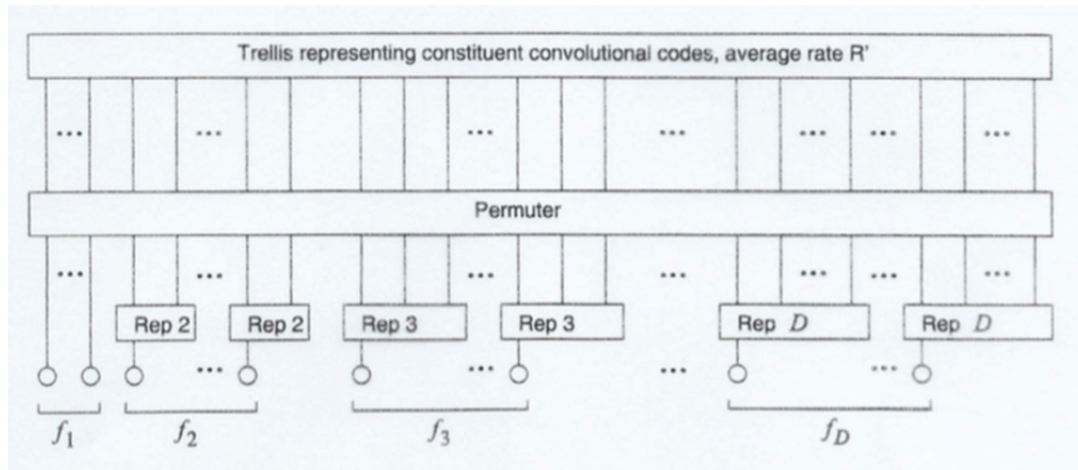 Trellis representing constituent convolutional codes, average rate R'
... ... ... ... ... ... ...
Permuter
... ... ... ... ... ... ...
Rep 2 Rep 2 Rep 3 Rep 3 Rep D Rep D
... ... ... ...
f1 f2 f3 fD